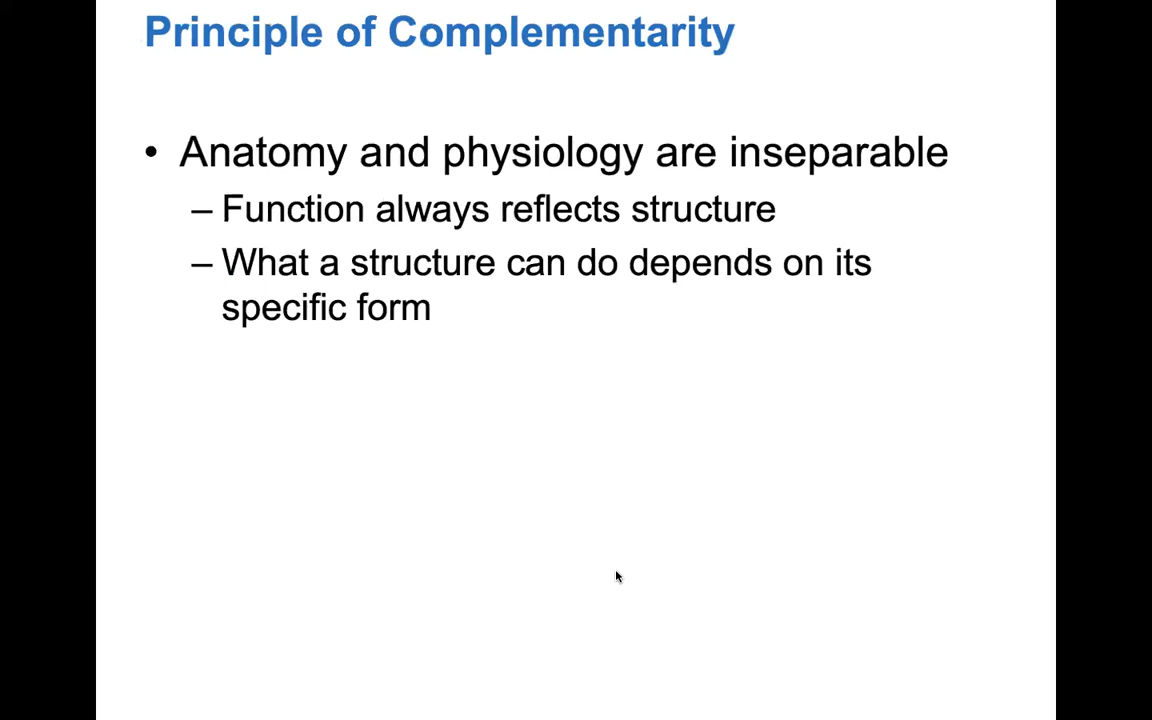 Principle of Complementarity
• Anatomy and physiology are inseparable
– Function always reflects structure
– What a structure can do depends on its
specific form